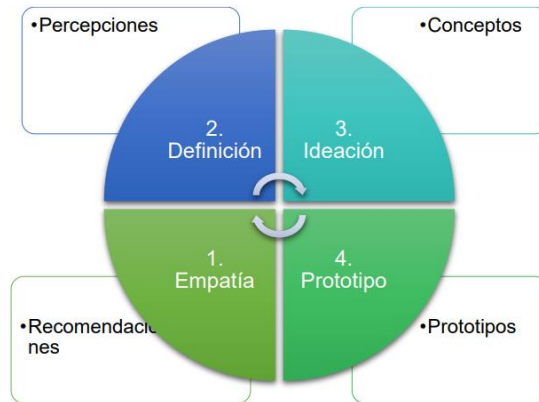 •Percepciones
•Conceptos
2.
Definición
3.
Ideación
1.
Empatía
4.
Prototipo
•Recomendacio
nes
•Prototipos